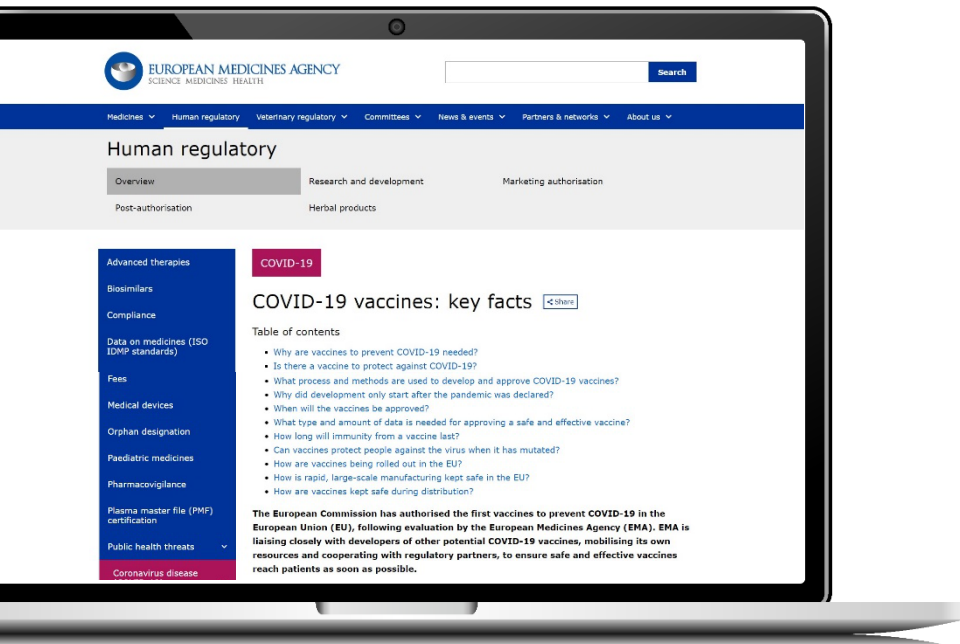 EUROPEAN MEDICINES AGENCY
SCIENCE MEDICINES HEALTH
Search
Medicines Human regulatory Veterinary regulatory Committees News & events Partners & networks About us
Human regulatory
Overview Research and development Marketing authorisation
Post-authorisation Herbal products
Advanced therapies
Biosimilars
Compliance
Data on medicines (ISO
IDMP standards)
Fees
Medical devices
Orphan designation
Paediatric medicines
Pharmacovigilance
Plasma master file (PMF)
certification
Public health threats
Coronavirus disease
COVID-19
COVID-19 vaccines: key facts Share
Table of contents
• Why are vaccines to prevent COVID-19 needed?
• Is there a vaccine to protect against COVID-19?
• What process and methods are used to develop and approve COVID-19 vaccines?
• Why did development only start after the pandemic was declared?
• When will the vaccines be approved?
• What type and amount of data is needed for approving a safe and effective vaccine?
• How long will immunity from a vaccine last?
• Can vaccines protect people against the virus when it has mutated?
• How are vaccines being rolled out in the EU?
• How is rapid, large-scale manufacturing kept safe in the EU?
• How are vaccines kept safe during distribution?
The European Commission has authorised the first vaccines to prevent COVID-19 in the
European Union (EU), following evaluation by the European Medicines Agency (EMA). EMA is
liaising closely with developers of other potential COVID-19 vaccines, mobilising its own
resources and cooperating with regulatory partners, to ensure safe and effective vaccines
reach patients as soon as possible.